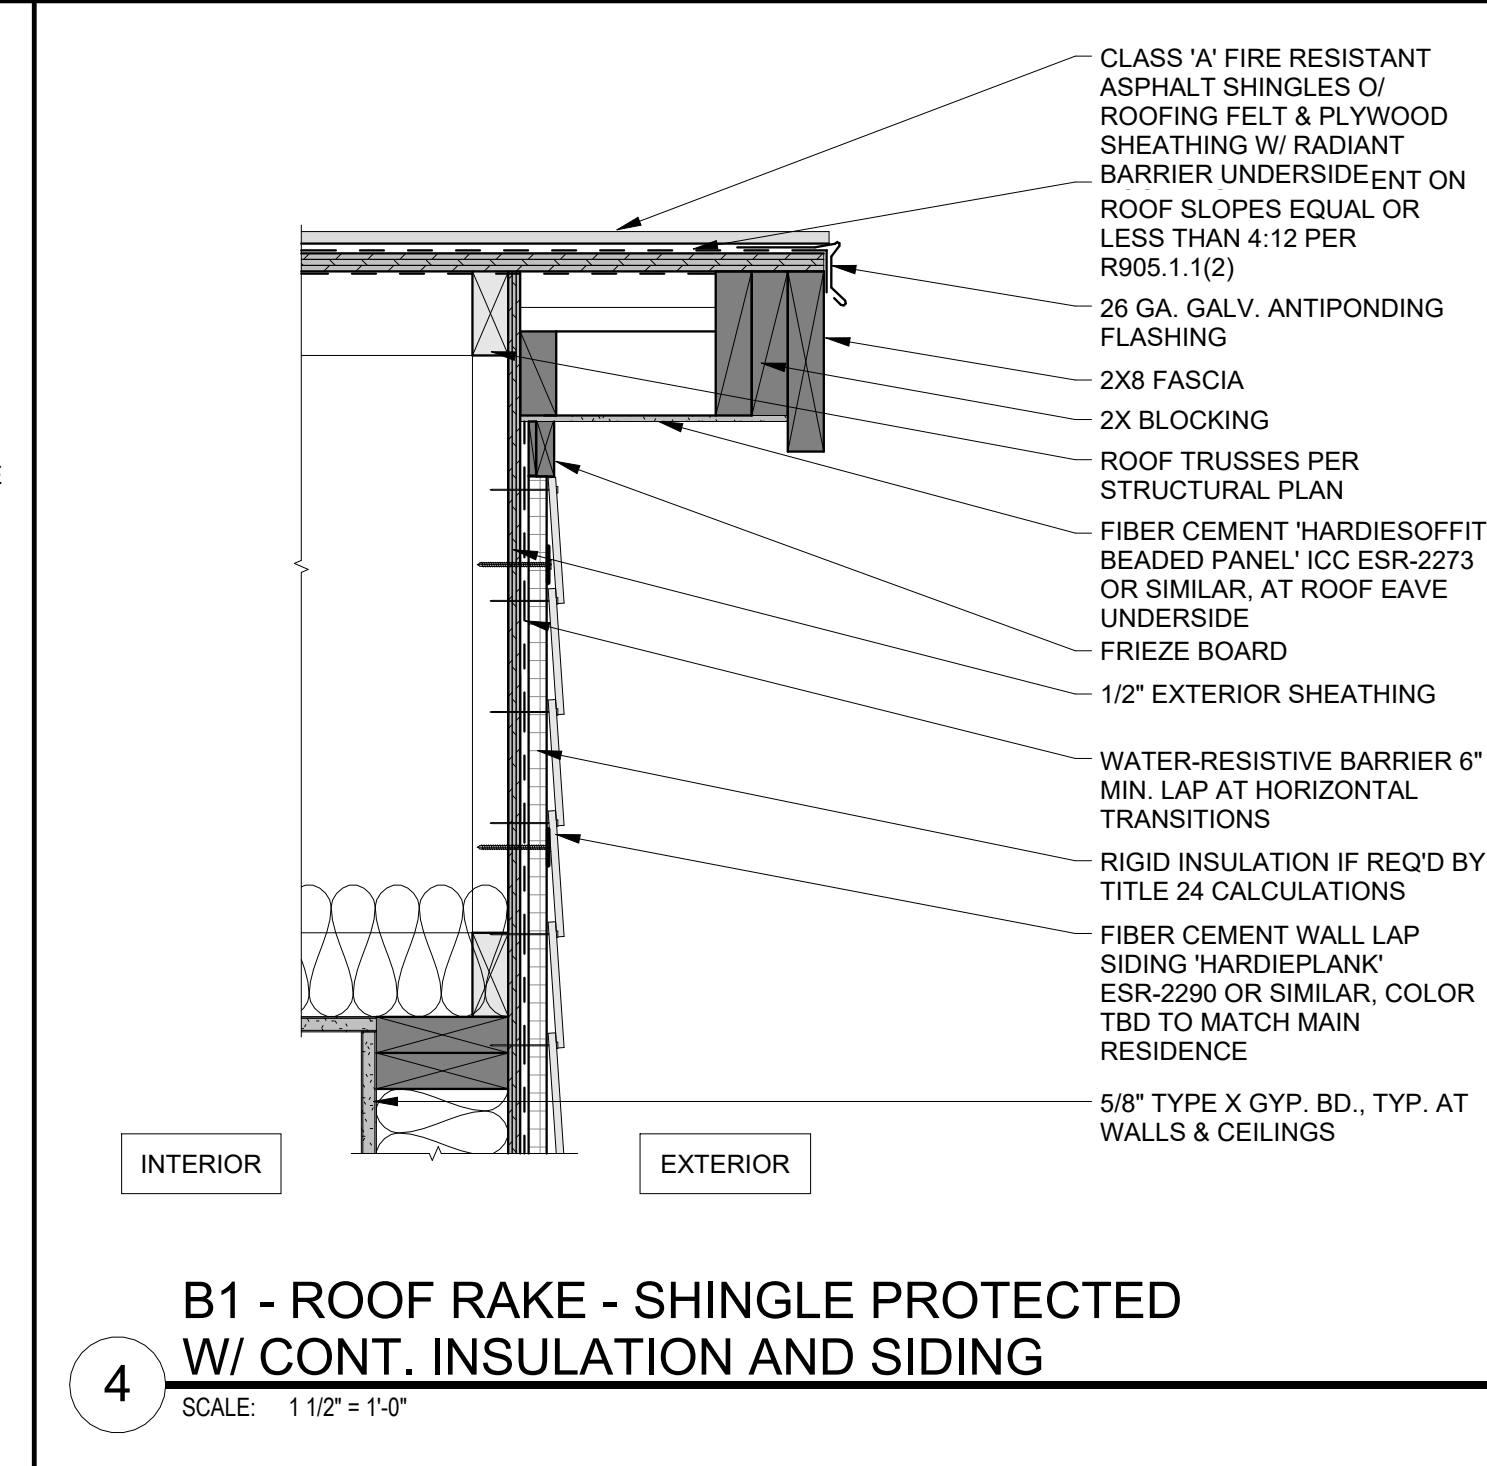 CLASS 'A' FIRE RESISTANT
ASPHALT SHINGLES O/
ROOFING FELT & PLYWOOD
SHEATHING W/ RADIANT
BARRIER UNDERSIDE
ENT ON
ROOF SLOPES EQUAL OR
LESS THAN 4:12 PER
R905.1.1(2)
26 GA. GALV. ANTIPONDING
FLASHING
2X8 FASCIA
2X BLOCKING
ROOF TRUSSES PER
STRUCTURAL PLAN
FIBER CEMENT 'HARDIESOFFIT
BEADED PANEL' ICC ESR-2273
OR SIMILAR, AT ROOF EAVE
UNDERSIDE
FRIEZE BOARD
1/2" EXTERIOR SHEATHING
WATER-RESISTIVE BARRIER 6"
MIN. LAP AT HORIZONTAL
TRANSITIONS
RIGID INSULATION IF REQ'D BY
TITLE 24 CALCULATIONS
FIBER CEMENT WALL LAP
SIDING 'HARDIEPLANK'
ESR-2290 OR SIMILAR, COLOR
TBD TO MATCH MAIN
RESIDENCE
5/8" TYPE X GYP. BD., TYP. AT
WALLS & CEILINGS
INTERIOR
EXTERIOR
B1 - ROOF RAKE - SHINGLE PROTECTED
W/ CONT. INSULATION AND SIDING
4
SCALE: 1 1/2" = 1'-0"